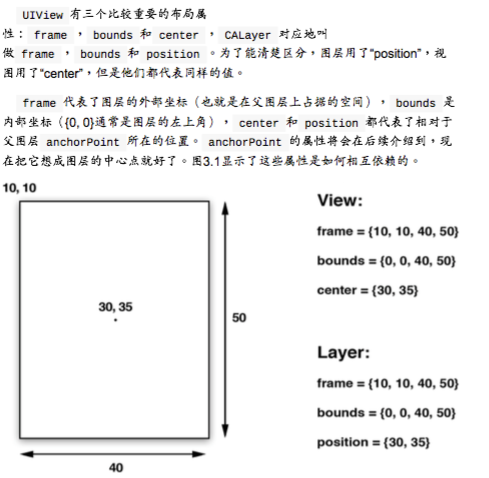 UIView 有三个比较重要的布局属
性： frame ， bounds 和 center ， CALayer 对应地叫
做 frame ， bounds 和 position 。为了能清楚区分，图层用了“position”，视
图用了“center”，但是他们都代表同样的值。
frame 代表了图层的外部坐标（也就是在父图层上占据的空间）， bounds 是
内部坐标（{0, 0}通常是图层的左上角）， center 和 position 都代表了相对于
父图层 anchorPoint 所在的位置。 anchorPoint 的属性将会在后续介绍到，现
在把它想成图层的中心点就好了。图3.1显示了这些属性是如何相互依赖的。
10, 10
30, 35
50
40
View:
frame = {10, 10, 40, 50}
bounds = {0, 0, 40, 50}
center = {30, 35}
Layer:
frame = {10, 10, 40, 50}
bounds = {0, 0, 40, 50}
position = {30, 35}